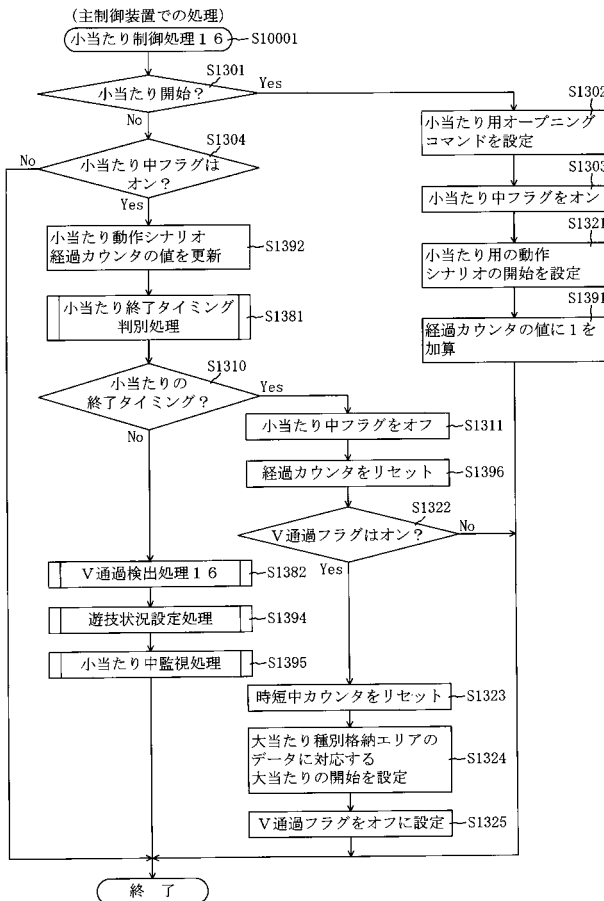 (主制御装置での処理)
小当たり制御処理16
S10001
S1301
小当たり開始?
Yes
No
S1302
小当たり用オープニング
コマンドを設定
S1303
小当たり中フラグをオン
S1321
小当たり用の動作
シナリオの開始を設定
S1391
経過カウンタの値に1を
加算
S1304
No
小当たり中フラグは
オン?
Yes
小当たり動作シナリオ
経過カウンタの値を更新
S1392
小当たり終了タイミング
判別処理
S1381
S1310
小当たりの
終了タイミング?
Yes
No
小当たり中フラグをオフ
S1311
経過カウンタをリセット
S1396
S1322
V通過フラグはオン?
No
Yes
V通過検出処理16
S1382
遊技状況設定処理
S1394
小当たり中監視処理
S1395
時短中カウンタをリセット
S1323
大当たり種別格納エリアの
データに対応する
大当たりの開始を設定
S1324
V通過フラグをオフに設定
S1325
終 了